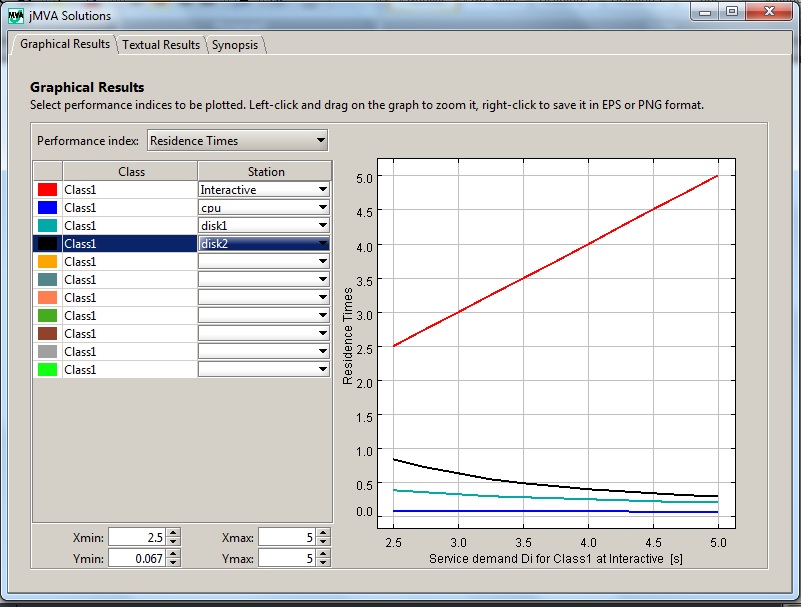 MVA jMVA Solutions
Graphical Results Textual Results Synopsis
Graphical Results
Select performance indices to be plotted. Left-click and drag on the graph to zoom it, right-click to save it in EPS or PNG format.
Performance index: Residence Times
Class Station
Class1 Interactive
Class1 cpu
Class1 disk1
Class1 disk2
Class1
Class1
Class1
Class1
Class1
Class1
Class1
Xmin: 2.5 Xmax: 5
Ymin: 0.067 Ymax: 5
Residence Times
5.0
4.5
4.0
3.5
3.0
2.5
2.0
1.5
1.0
0.5
0.0
2.5 3.0 3.5 4.0 4.5 5.0
Service demand Di for Class1 at Interactive [s]